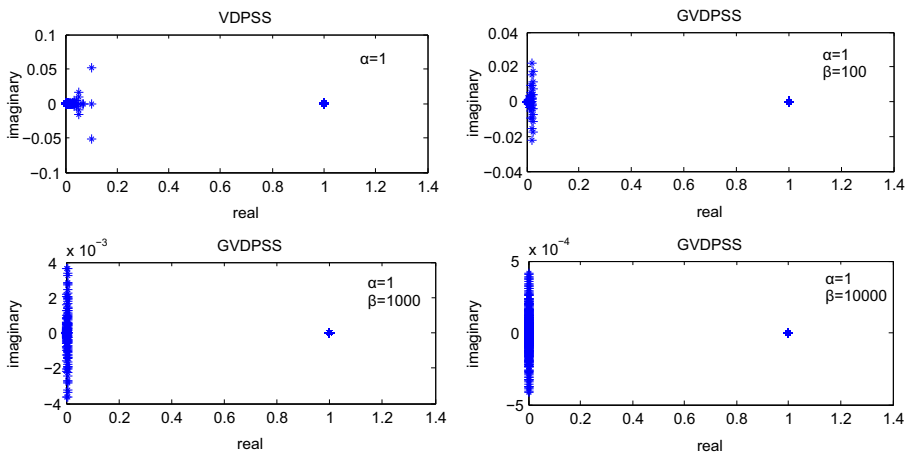 VDPSS
0.1
0.05
0
−0.05
−0.1
imaginary
α=1
0 0.2 0.4 0.6 0.8 1 1.2 1.4
real
GVDPSS
0.04
0.02
0
−0.02
−0.04
imaginary
α=1
β=100
0 0.2 0.4 0.6 0.8 1 1.2 1.4
real
GVDPSS
x 10−3
4
2
0
−2
−4
imaginary
α=1
β=1000
0 0.2 0.4 0.6 0.8 1 1.2 1.4
real
GVDPSS
x 10−4
5
0
−5
imaginary
α=1
β=10000
0 0.2 0.4 0.6 0.8 1 1.2 1.4
real